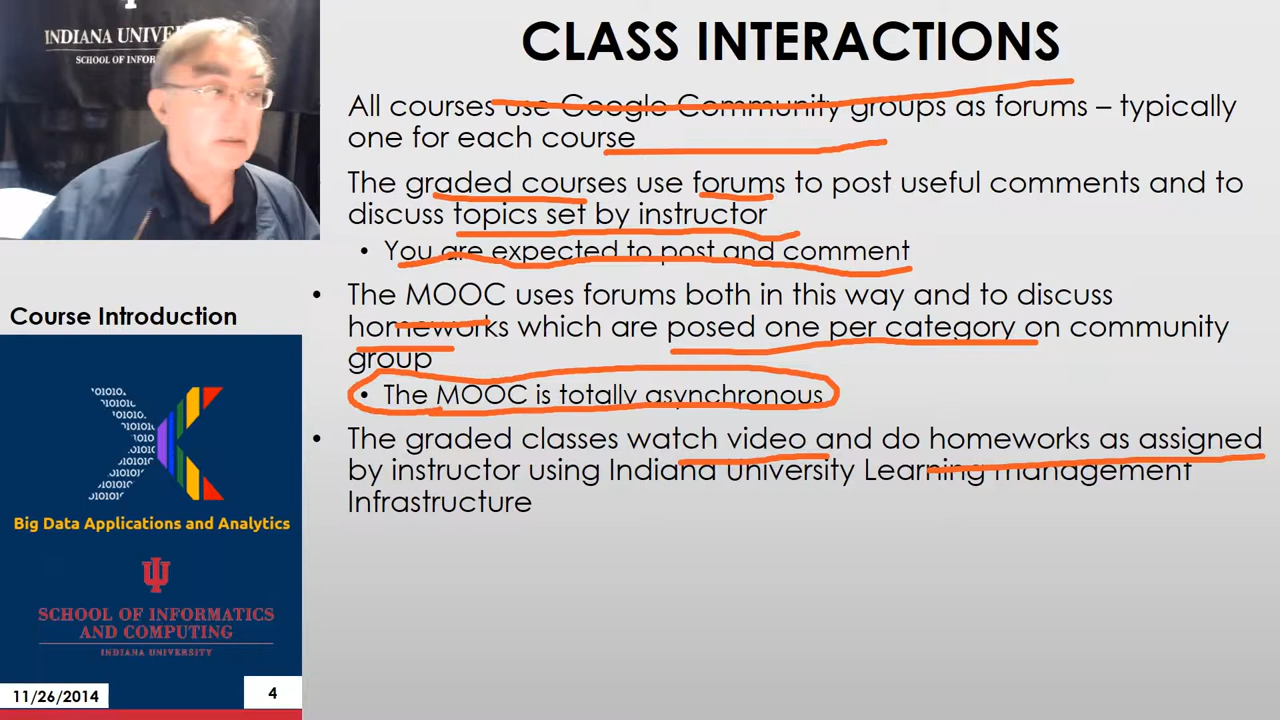 INDIANA UNIVE
SCHOOL OF INFOR
CLASS INTERACTIONS
All courses use Google Community groups as forums – typically
one for each course
The graded courses use forums to post useful comments and to
discuss topics set by instructor
• You are expected to post and comment
• The MOOC uses forums both in this way and to discuss
homeworks which are posed one per category on community
group
• The MOOC is totally asynchronous
• The graded classes watch video and do homeworks as assigned
by instructor using Indiana University Learning management
Infrastructure
Course Introduction
Big Data Applications and Analytics
SCHOOL OF INFORMATICS
AND COMPUTING
INDIANA UNIVERSITY
11/26/2014
4